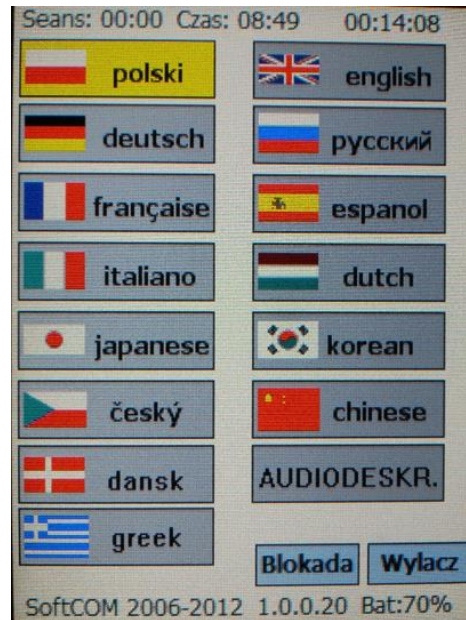 Seans: 00:00 Czas: 08:49 00:14:08
polski english
deutsch русский
française espanol
italiano dutch
japanese korean
český chinese
dansk AUDIODESKR.
greek
Blokada Wylacz
SoftCOM 2006-2012 1.0.0.20 Bat:70%